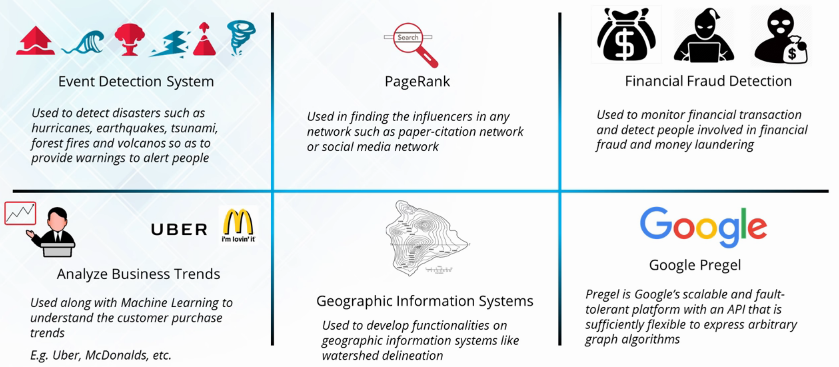 Event Detection System
Used to detect disasters such as
hurricanes, earthquakes, tsunami,
forest fires and volcanos so as to
provide warnings to alert people
Search
PageRank
Used in finding the influencers in any
network such as paper-citation network
or social media network
$
Financial Fraud Detection
Used to monitor financial transaction
and detect people involved in financial
fraud and money laundering
UBER
i'm lovin' it
Analyze Business Trends
Used along with Machine Learning to
understand the customer purchase
trends
E.g. Uber, McDonalds, etc.
Geographic Information Systems
Used to develop functionalities on
geographic information systems like
watershed delineation
Google
Google Pregel
Pregel is Google's scalable and fault-
tolerant platform with an API that is
sufficiently flexible to express arbitrary
graph algorithms